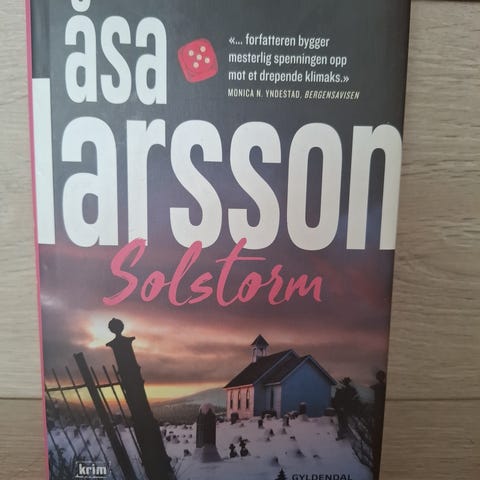 åsa
larsson
«... forfatteren bygger
mesterlig spenningen opp
mot et drepende klimaks.»
MONICA N. YNDESTAD, BERGENSAVISEN
Solstorm
krim
GYLDENDAL